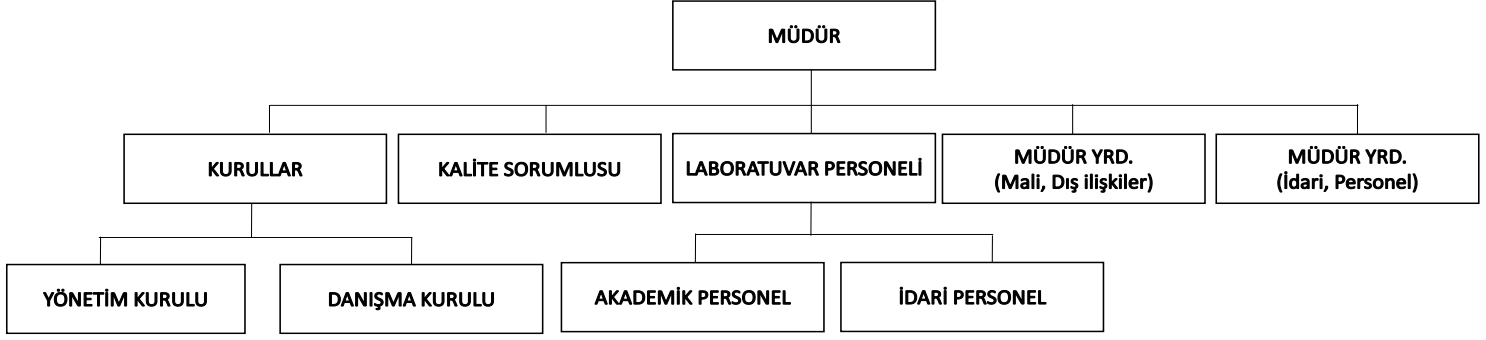 MÜDÜR
KURULLAR
KALİTE SORUMLUSU
LABORATUVAR PERSONELİ
MÜDÜR YRD.
(Mali, Dış ilişkiler)
MÜDÜR YRD.
(İdari, Personel)
YÖNETİM KURULU
DANIŞMA KURULU
AKADEMİK PERSONEL
İDARİ PERSONEL